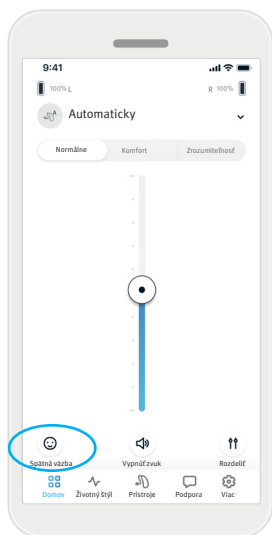 9:41
100% L
R 100%
Automaticky
Normálne Komfort Zrozumiteľnosť
Spätná väzba Vypnúť zvuk Rozdeliť
Domov Životný štýl Prístroje Podpora Viac